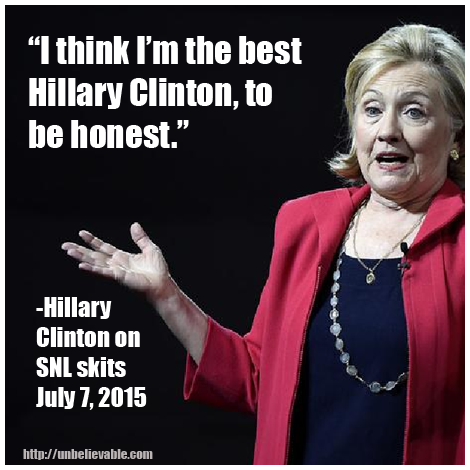 “I think I’m the best
Hillary Clinton, to
be honest.”
-Hillary
Clinton on
SNL skits
July 7, 2015
http://unbelievable.com